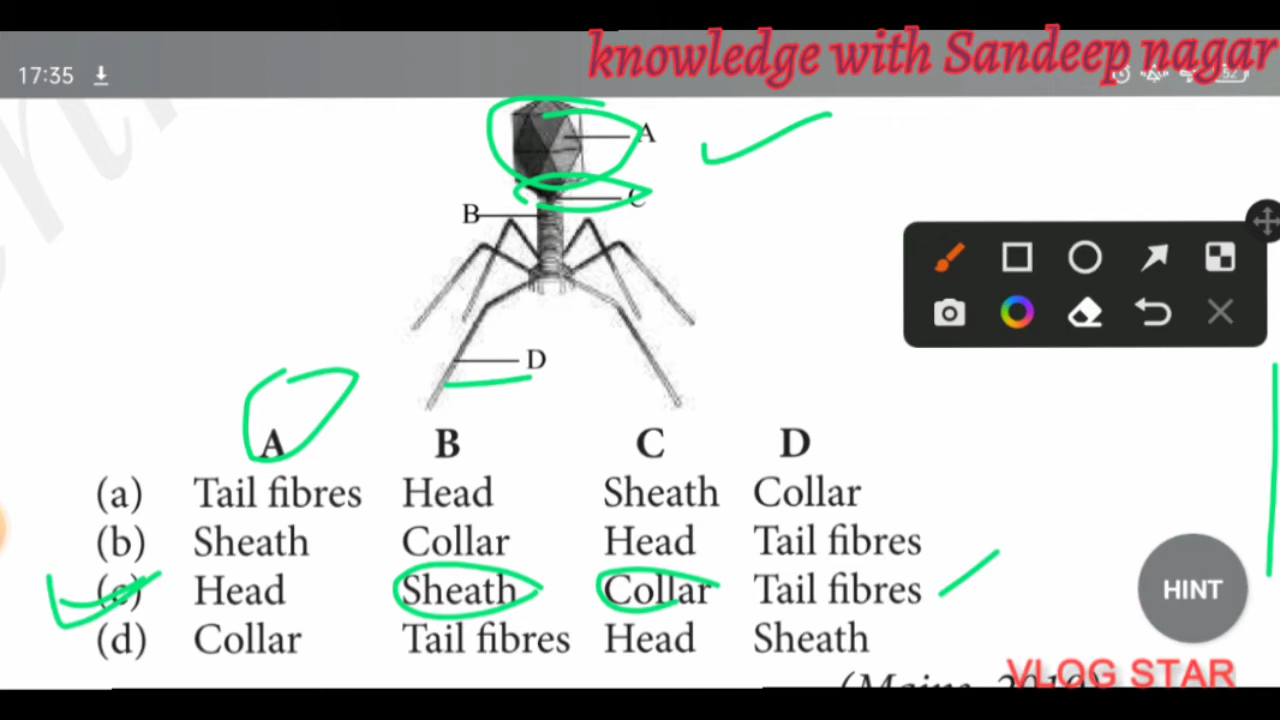 knowledge with Sandeep nagar
17:35
A
C
B
D
A B C D
(a) Tail fibres Head Sheath Collar
(b) Sheath Collar Head Tail fibres
(c) Head Sheath Collar Tail fibres
(d) Collar Tail fibres Head Sheath
HINT
VLOG STAR